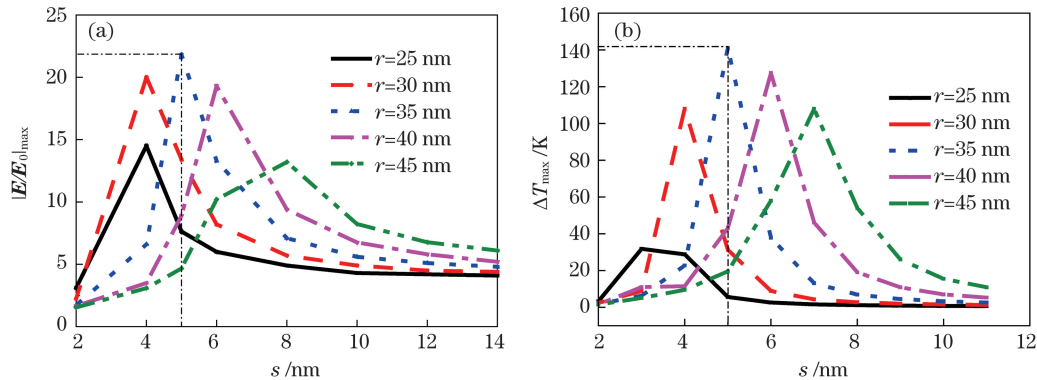 (a)
25
20
15
10
5
0
|E/E₀|max
2 4 6 8 10 12 14
s /nm
r=25 nm
r=30 nm
r=35 nm
r=40 nm
r=45 nm
(b)
160
140
120
100
80
60
40
20
0
ΔTmax /K
2 4 6 8 10 12
s /nm
r=25 nm
r=30 nm
r=35 nm
r=40 nm
r=45 nm